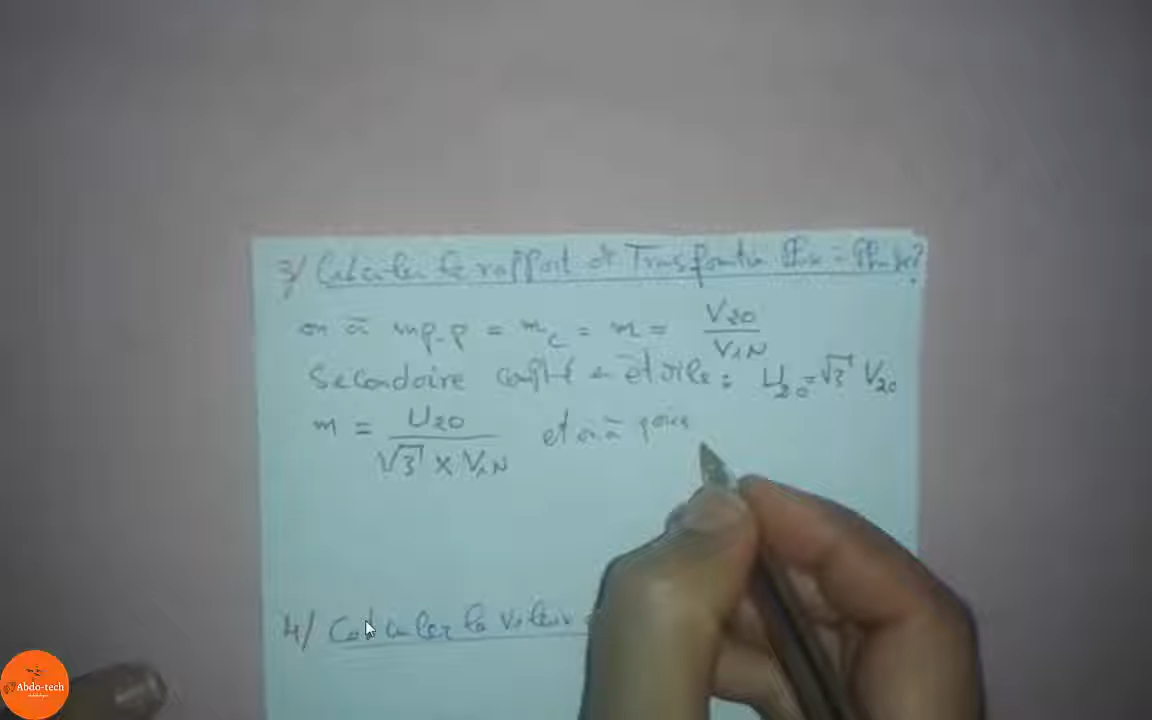 3/ Calculer le rapport de Transformation Phase - Phase?
on à mp-p = mc = m = V20 / V1N
Secondaire couplé en étoile : U20 = √3 V20
m = U20 / √3 × V1N et on à
4/ Calculer la valeur
Abdo-tech